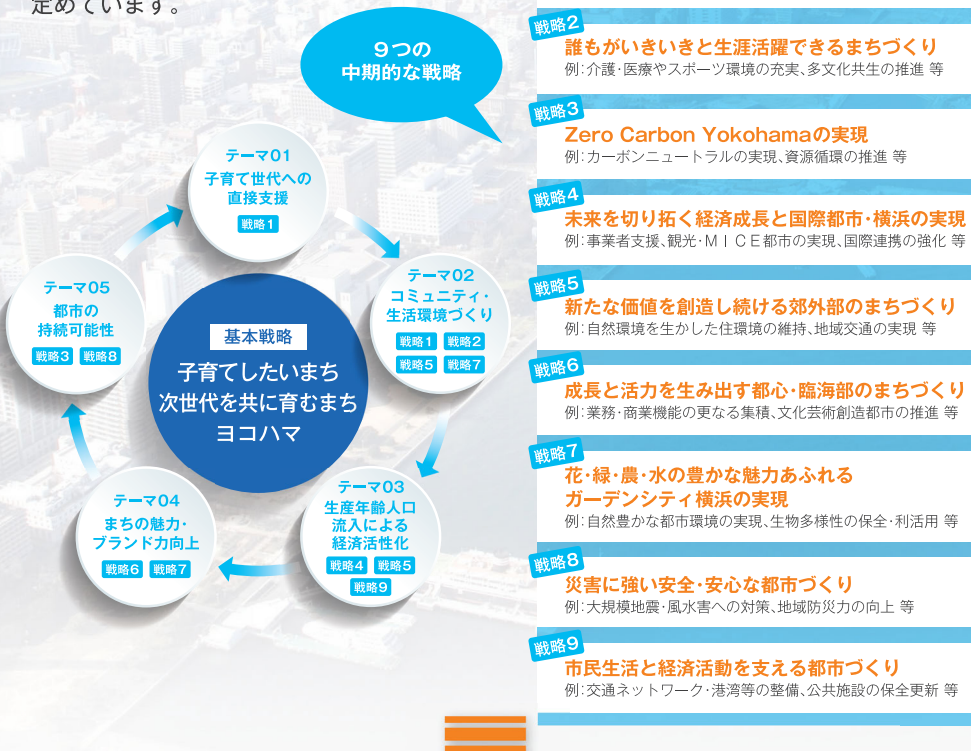 定めています。
9つの
中期的な戦略
テーマ01
子育て世代への
直接支援
戦略1
テーマ02
コミュニティ・
生活環境づくり
戦略1 戦略2
戦略5 戦略7
テーマ03
生産年齢人口
流入による
経済活性化
戦略4 戦略5
戦略9
テーマ04
まちの魅力・
ブランド力向上
戦略6 戦略7
テーマ05
都市の
持続可能性
戦略3 戦略8
基本戦略
子育てしたいまち
次世代を共に育むまち
ヨコハマ
戦略2
誰もがいきいきと生涯活躍できるまちづくり
例:介護・医療やスポーツ環境の充実、多文化共生の推進 等
戦略3
Zero Carbon Yokohamaの実現
例:カーボンニュートラルの実現、資源循環の推進 等
戦略4
未来を切り拓く経済成長と国際都市・横浜の実現
例:事業者支援、観光・MICE都市の実現、国際連携の強化 等
戦略5
新たな価値を創造し続ける郊外部のまちづくり
例:自然環境を生かした住環境の維持、地域交通の実現 等
戦略6
成長と活力を生み出す都心・臨海部のまちづくり
例:業務・商業機能の更なる集積、文化芸術創造都市の推進 等
戦略7
花・緑・農・水の豊かな魅力あふれる
ガーデンシティ横浜の実現
例:自然豊かな都市環境の実現、生物多様性の保全・利活用 等
戦略8
災害に強い安全・安心な都市づくり
例:大規模地震・風水害への対策、地域防災力の向上 等
戦略9
市民生活と経済活動を支える都市づくり
例:交通ネットワーク・港湾等の整備、公共施設の保全更新 等